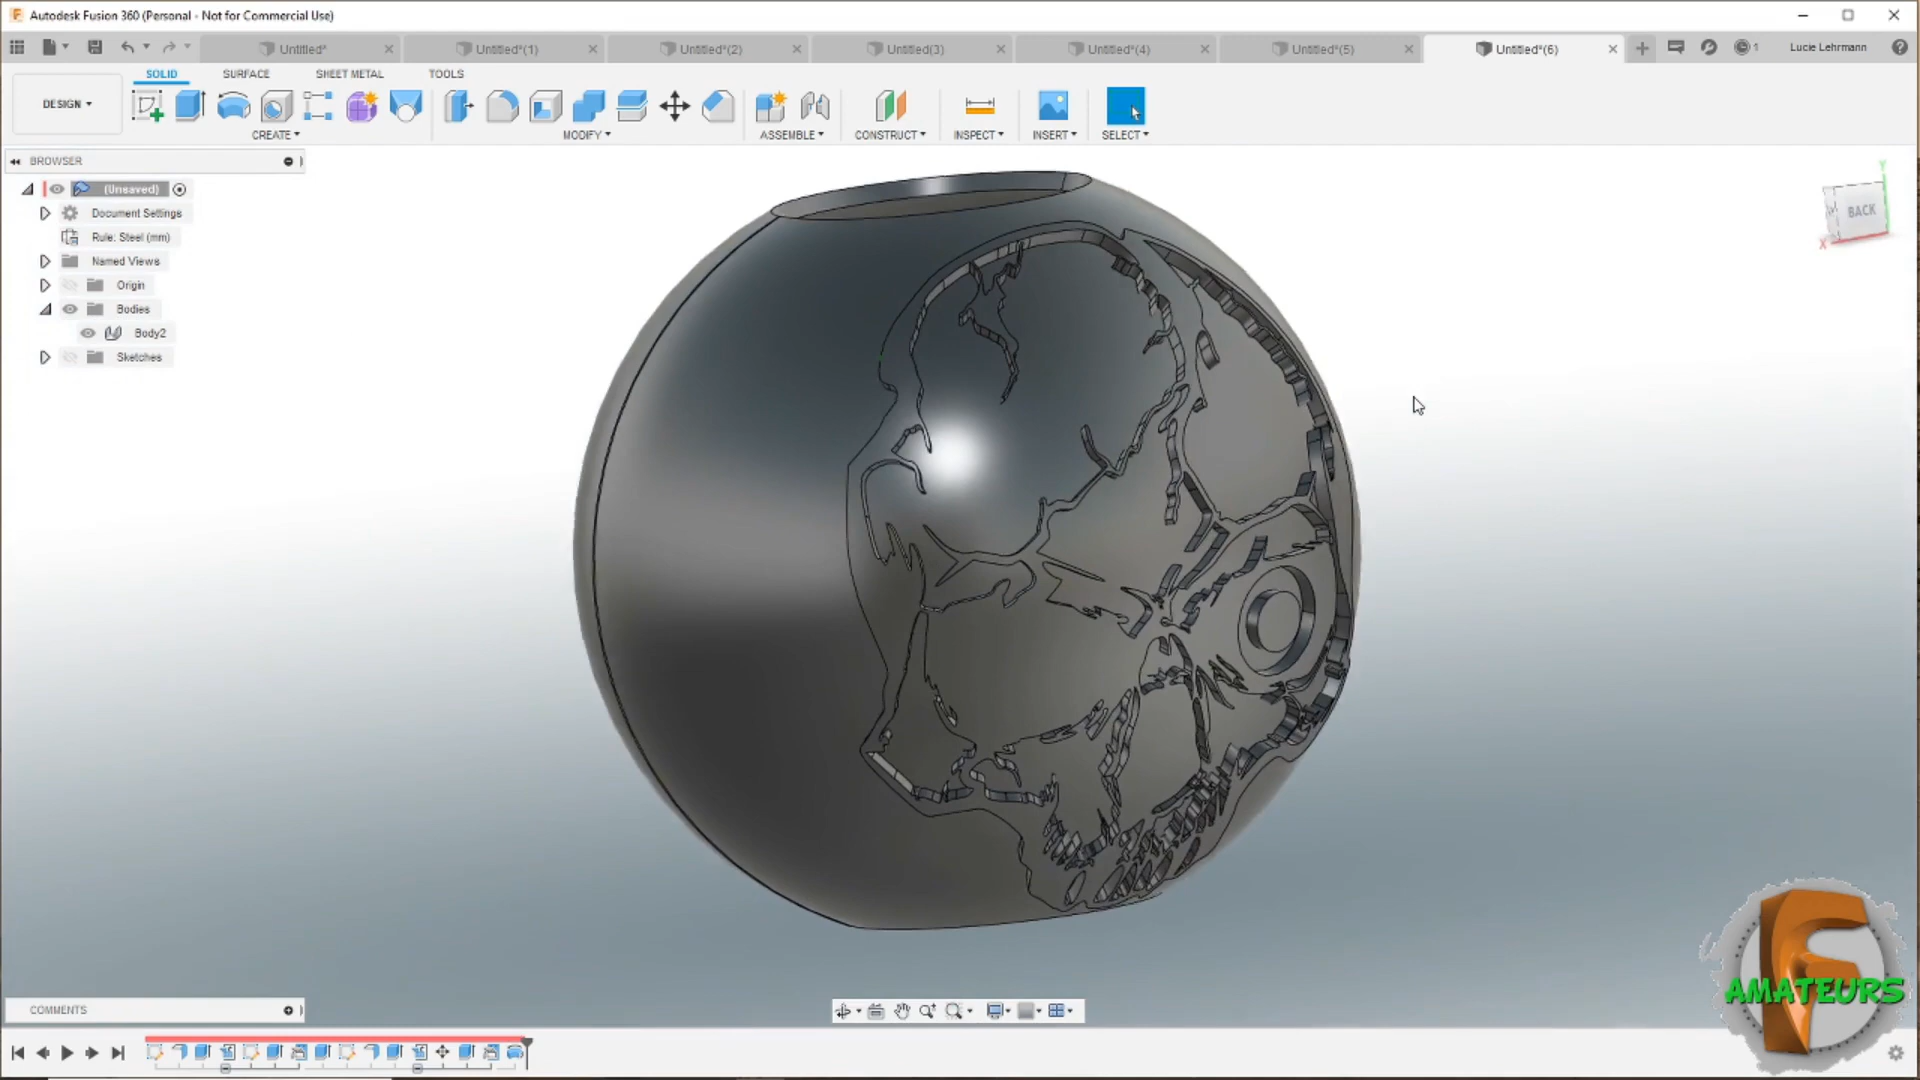 Autodesk Fusion 360 (Personal - Not for Commercial Use)
Untitled* Untitled*(1) Untitled*(2) Untitled(3) Untitled*(4) Untitled*(5) Untitled*(6) 1 Lucie Lehrmann
SOLID SURFACE SHEET METAL TOOLS
DESIGN
CREATE MODIFY ASSEMBLE CONSTRUCT INSPECT INSERT SELECT
BROWSER
(Unsaved)
Document Settings
Rule: Steel (mm)
Named Views
Origin
Bodies
Body2
Sketches
Y
BACK
X
COMMENTS
F
AMATEURS